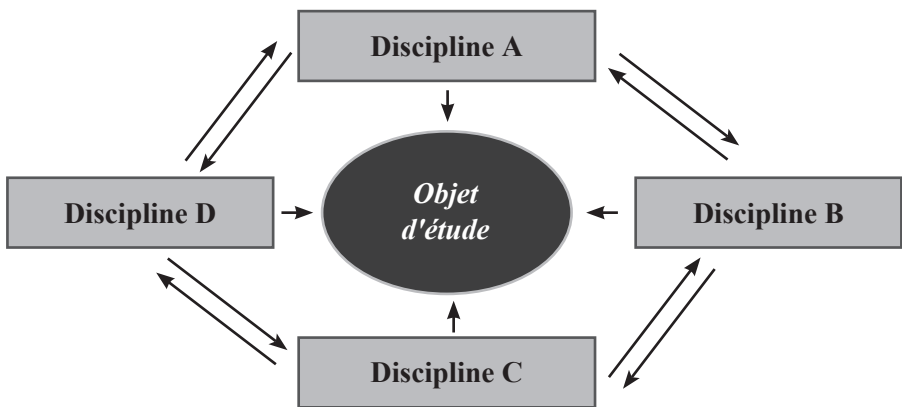 Discipline A
Discipline D
Objet
d'étude
Discipline B
Discipline C